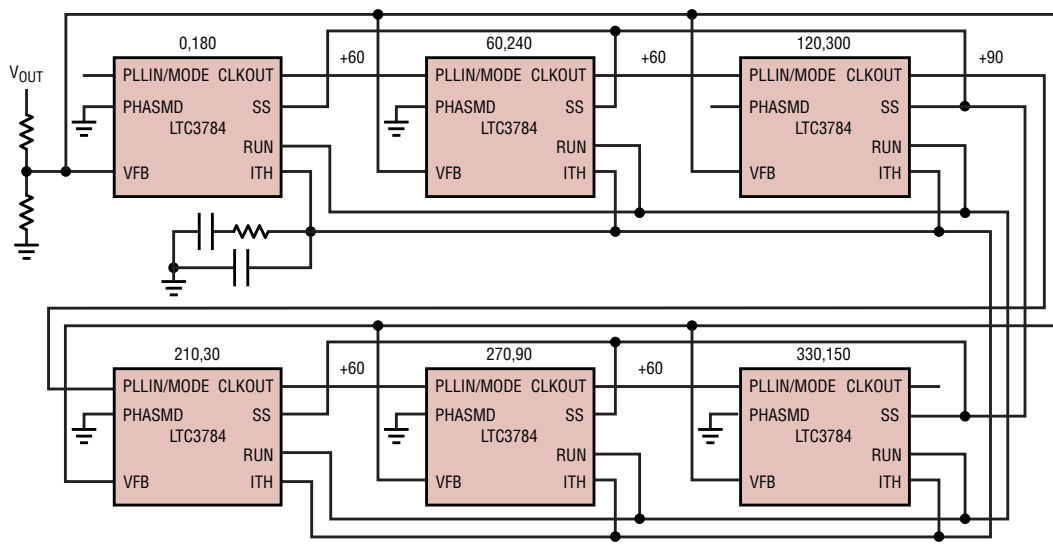 0,180
60,240
120,300
+60
+60
+90
V_OUT
PLLIN/MODE CLKOUT
PHASMD SS
LTC3784
RUN
VFB ITH
PLLIN/MODE CLKOUT
PHASMD SS
LTC3784
RUN
VFB ITH
PLLIN/MODE CLKOUT
PHASMD SS
LTC3784
RUN
VFB ITH
210,30
270,90
330,150
+60
+60
PLLIN/MODE CLKOUT
PHASMD SS
LTC3784
RUN
VFB ITH
PLLIN/MODE CLKOUT
PHASMD SS
LTC3784
RUN
VFB ITH
PLLIN/MODE CLKOUT
PHASMD SS
LTC3784
RUN
VFB ITH